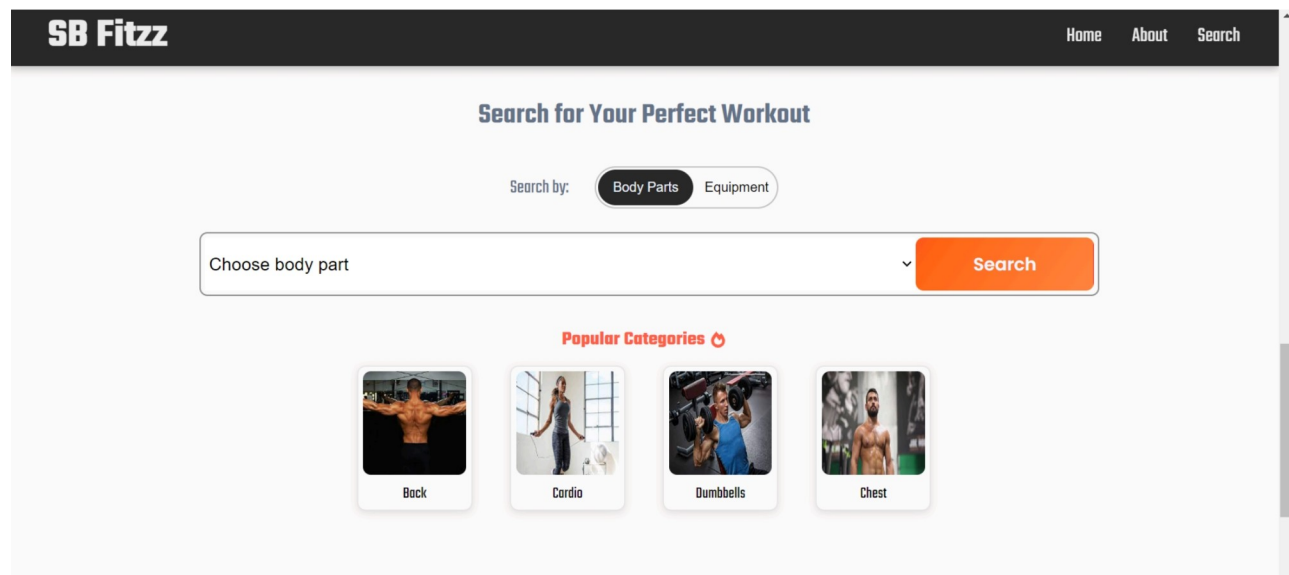 SB Fitzz
Home About Search
Search for Your Perfect Workout
Search by: Body Parts Equipment
Choose body part Search
Popular Categories
Back Cardio Dumbbells Chest